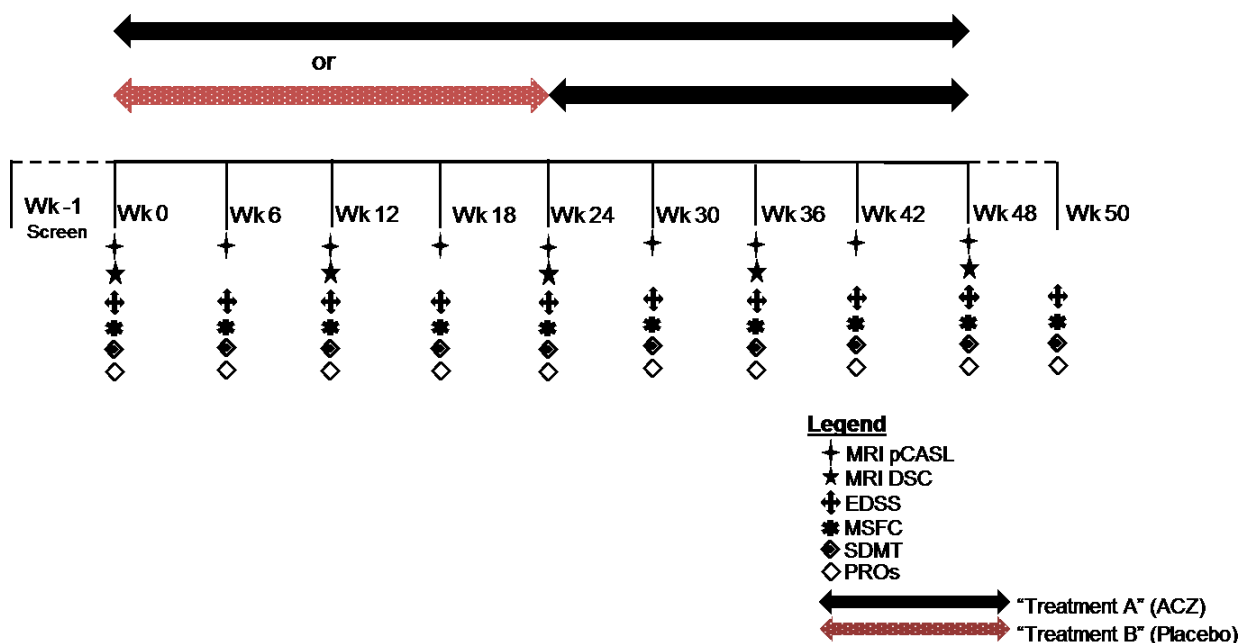 or
Wk -1
Screen
Wk 0
Wk 6
Wk 12
Wk 18
Wk 24
Wk 30
Wk 36
Wk 42
Wk 48
Wk 50
Legend
MRI pCASL
MRI DSC
EDSS
MSFC
SDMT
PROs
“Treatment A” (ACZ)
“Treatment B” (Placebo)